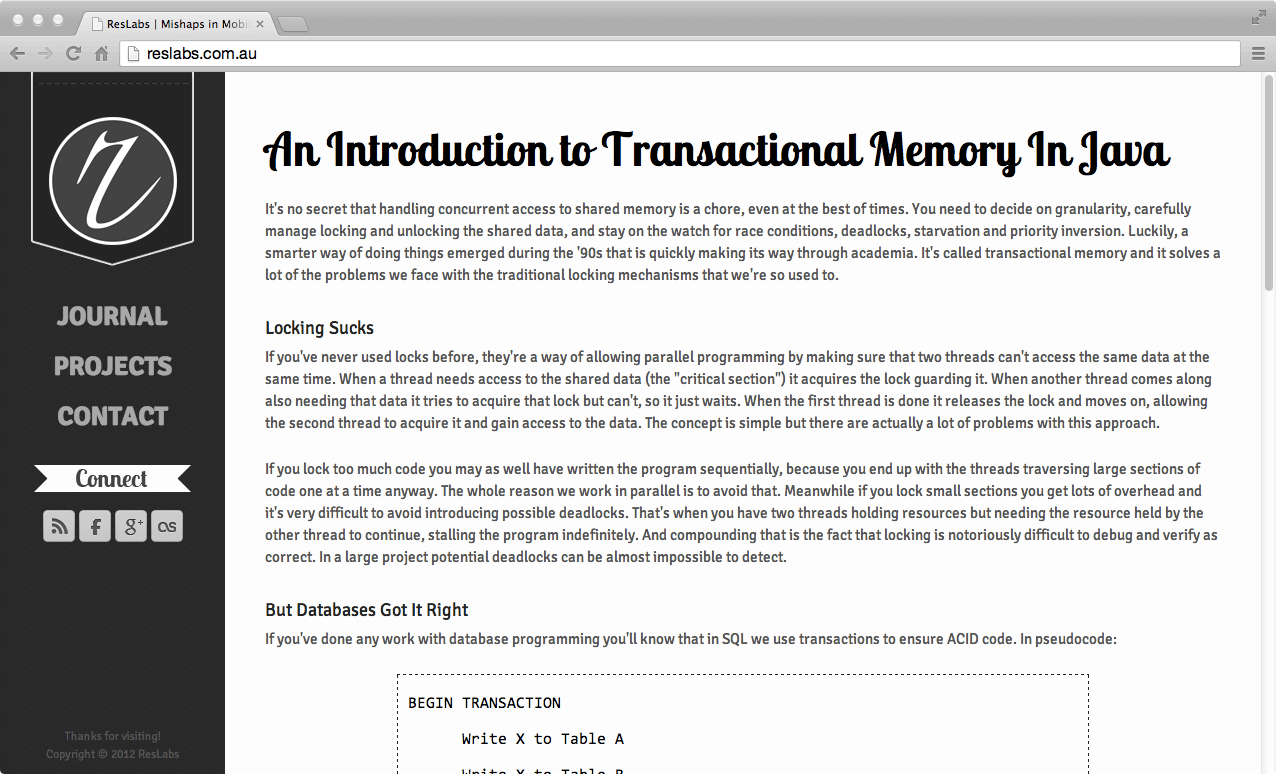 ResLabs | Mishaps in Mobi
reslabs.com.au
JOURNAL
PROJECTS
CONTACT
Connect
g+
as
Thanks for visiting!
Copyright © 2012 ResLabs
An Introduction to Transactional Memory In Java
It's no secret that handling concurrent access to shared memory is a chore, even at the best of times. You need to decide on granularity, carefully
manage locking and unlocking the shared data, and stay on the watch for race conditions, deadlocks, starvation and priority inversion. Luckily, a
smarter way of doing things emerged during the '90s that is quickly making its way through academia. It's called transactional memory and it solves a
lot of the problems we face with the traditional locking mechanisms that we're so used to.
Locking Sucks
If you've never used locks before, they're a way of allowing parallel programming by making sure that two threads can't access the same data at the
same time. When a thread needs access to the shared data (the "critical section") it acquires the lock guarding it. When another thread comes along
also needing that data it tries to acquire that lock but can't, so it just waits. When the first thread is done it releases the lock and moves on, allowing
the second thread to acquire it and gain access to the data. The concept is simple but there are actually a lot of problems with this approach.
If you lock too much code you may as well have written the program sequentially, because you end up with the threads traversing large sections of
code one at a time anyway. The whole reason we work in parallel is to avoid that. Meanwhile if you lock small sections you get lots of overhead and
it's very difficult to avoid introducing possible deadlocks. That's when you have two threads holding resources but needing the resource held by the
other thread to continue, stalling the program indefinitely. And compounding that is the fact that locking is notoriously difficult to debug and verify as
correct. In a large project potential deadlocks can be almost impossible to detect.
But Databases Got It Right
If you've done any work with database programming you'll know that in SQL we use transactions to ensure ACID code. In pseudocode:
BEGIN TRANSACTION
Write X to Table A
Write X to Table B